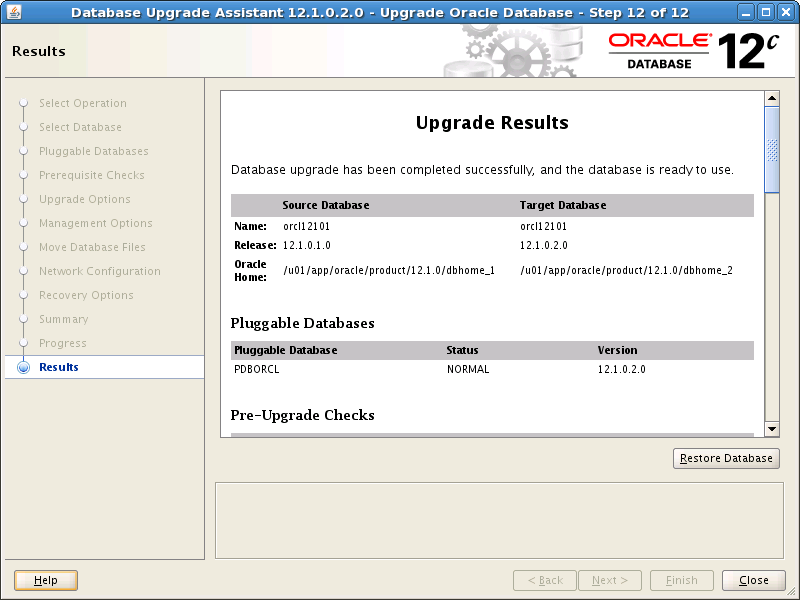 Database Upgrade Assistant 12.1.0.2.0 - Upgrade Oracle Database - Step 12 of 12
Results
ORACLE®
DATABASE
12c
Select Operation
Select Database
Pluggable Databases
Prerequisite Checks
Upgrade Options
Management Options
Move Database Files
Network Configuration
Recovery Options
Summary
Progress
Results
Upgrade Results
Database upgrade has been completed successfully, and the database is ready to use.
Source Database Target Database
Name: orcl12101 orcl12101
Release: 12.1.0.1.0 12.1.0.2.0
Oracle Home: /u01/app/oracle/product/12.1.0/dbhome_1 /u01/app/oracle/product/12.1.0/dbhome_2
Pluggable Databases
Pluggable Database Status Version
PDBORCL NORMAL 12.1.0.2.0
Pre-Upgrade Checks
Restore Database
Help < Back Next > Finish Close